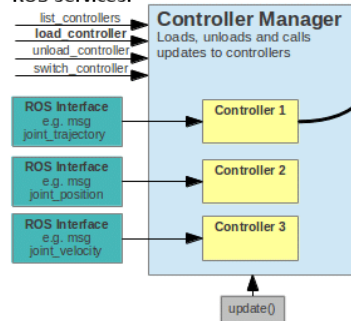 ROS services:
list_controllers
load_controller
unload_controller
switch_controller
Controller Manager
Loads, unloads and calls
updates to controllers
ROS Interface
e.g. msg
joint_trajectory
Controller 1
ROS Interface
e.g. msg
joint_position
Controller 2
ROS Interface
e.g. msg
joint_velocity
Controller 3
update()